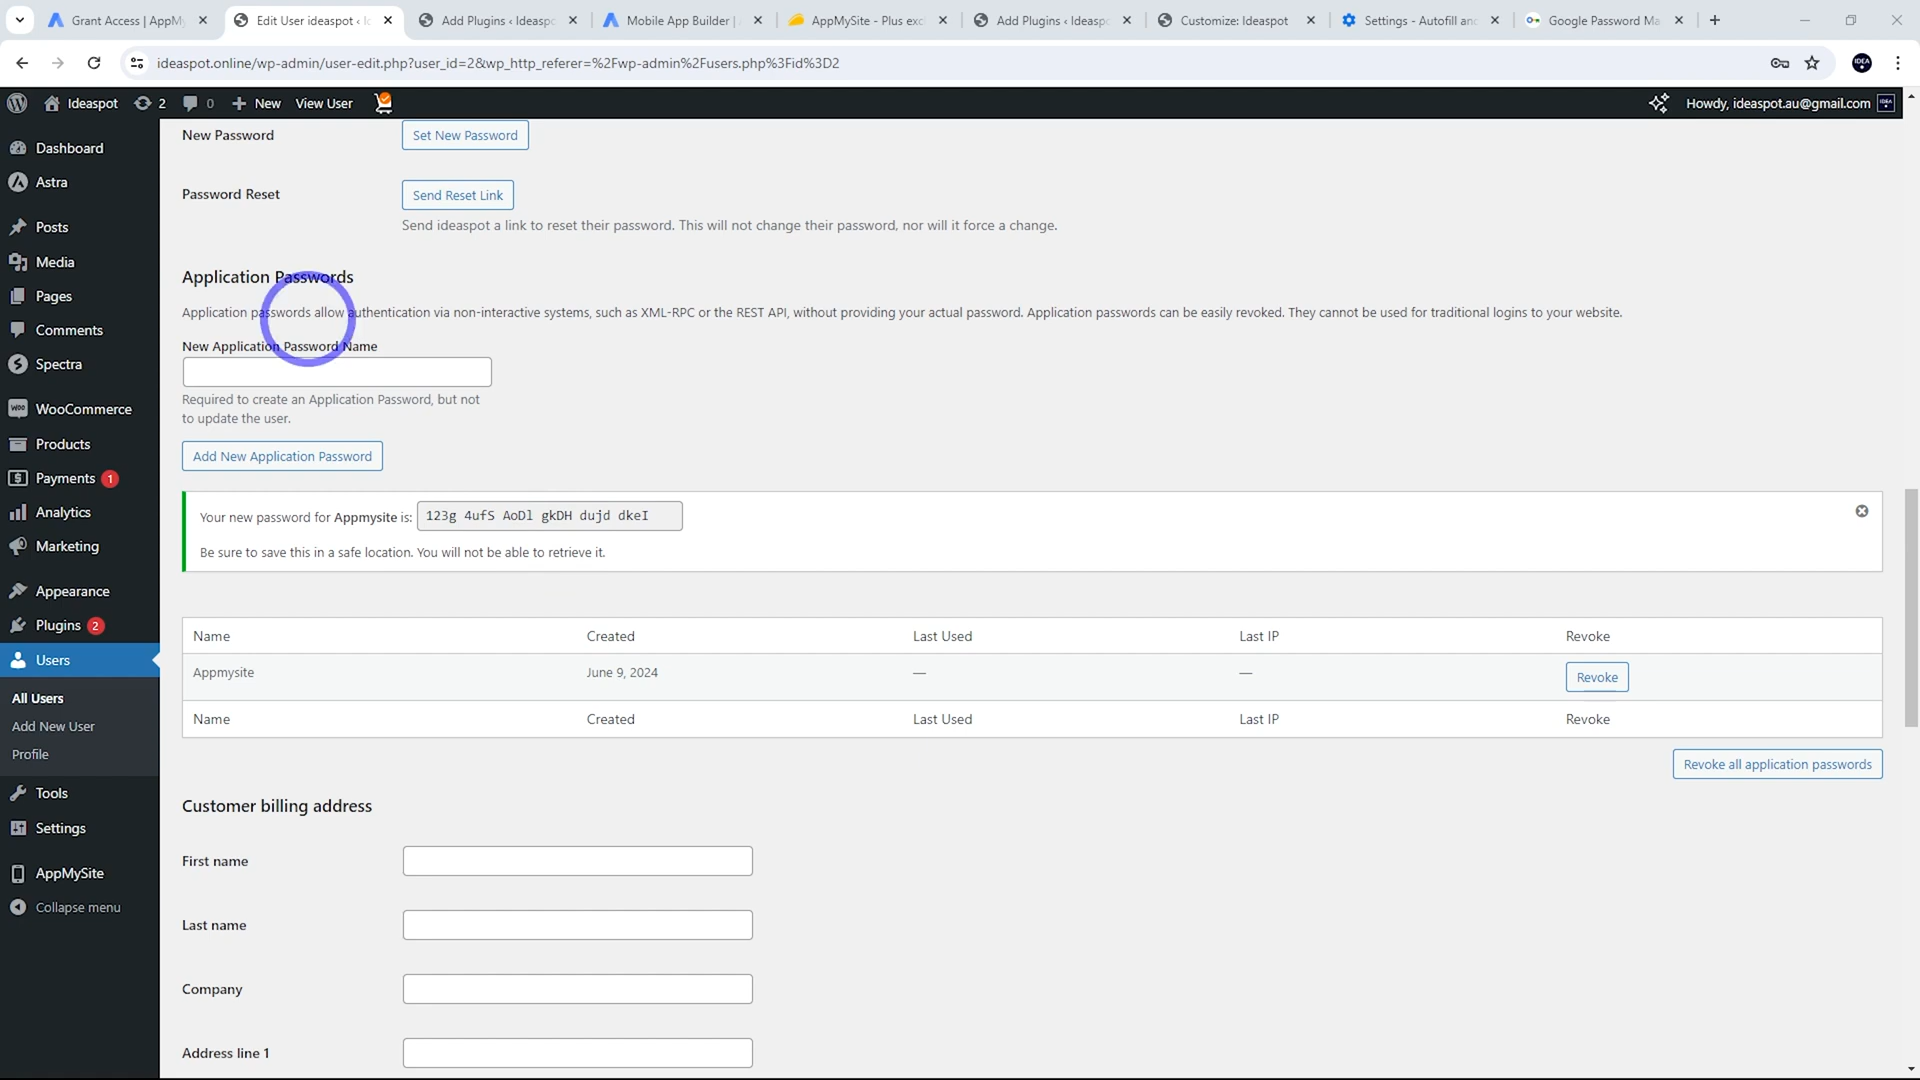 Grant Access | AppMy
Edit User ideaspot ‹ Id
Add Plugins ‹ Ideaspo
Mobile App Builder |
AppMySite - Plus exc
Add Plugins ‹ Ideaspo
Customize: Ideaspot
Settings - Autofill and
Google Password Ma
ideaspot.online/wp-admin/user-edit.php?user_id=2&wp_http_referer=%2Fwp-admin%2Fusers.php%3Fid%3D2
Ideaspot 2 0 New View User
Howdy, ideaspot.au@gmail.com
Dashboard
Astra
Posts
Media
Pages
Comments
Spectra
WooCommerce
Products
Payments 1
Analytics
Marketing
Appearance
Plugins 2
Users
All Users
Add New User
Profile
Tools
Settings
AppMySite
Collapse menu
New Password
Set New Password
Password Reset
Send Reset Link
Send ideaspot a link to reset their password. This will not change their password, nor will it force a change.
Application Passwords
Application passwords allow authentication via non-interactive systems, such as XML-RPC or the REST API, without providing your actual password. Application passwords can be easily revoked. They cannot be used for traditional logins to your website.
New Application Password Name
Required to create an Application Password, but not
to update the user.
Add New Application Password
Your new password for Appmysite is: 123g 4ufS AoDl gkDH dujd dkeI
Be sure to save this in a safe location. You will not be able to retrieve it.
Name Created Last Used Last IP Revoke
Appmysite June 9, 2024 — — Revoke
Name Created Last Used Last IP Revoke
Revoke all application passwords
Customer billing address
First name
Last name
Company
Address line 1